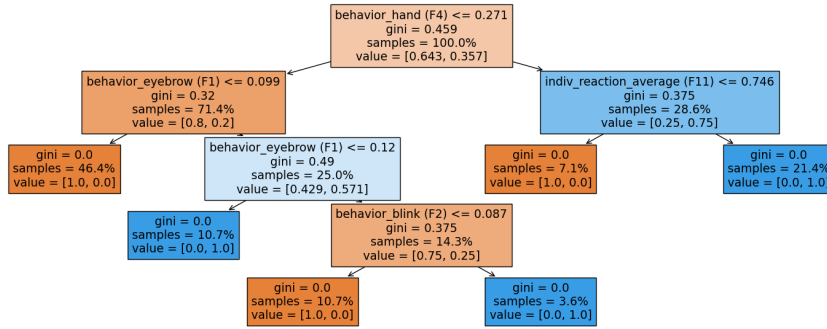 behavior_hand (F4) <= 0.271
gini = 0.459
samples = 100.0%
value = [0.643, 0.357]
behavior_eyebrow (F1) <= 0.099
gini = 0.32
samples = 71.4%
value = [0.8, 0.2]
indiv_reaction_average (F11) <= 0.746
gini = 0.375
samples = 28.6%
value = [0.25, 0.75]
gini = 0.0
samples = 46.4%
value = [1.0, 0.0]
behavior_eyebrow (F1) <= 0.12
gini = 0.49
samples = 25.0%
value = [0.429, 0.571]
gini = 0.0
samples = 7.1%
value = [1.0, 0.0]
gini = 0.0
samples = 21.4%
value = [0.0, 1.0]
gini = 0.0
samples = 10.7%
value = [0.0, 1.0]
behavior_blink (F2) <= 0.087
gini = 0.375
samples = 14.3%
value = [0.75, 0.25]
gini = 0.0
samples = 10.7%
value = [1.0, 0.0]
gini = 0.0
samples = 3.6%
value = [0.0, 1.0]